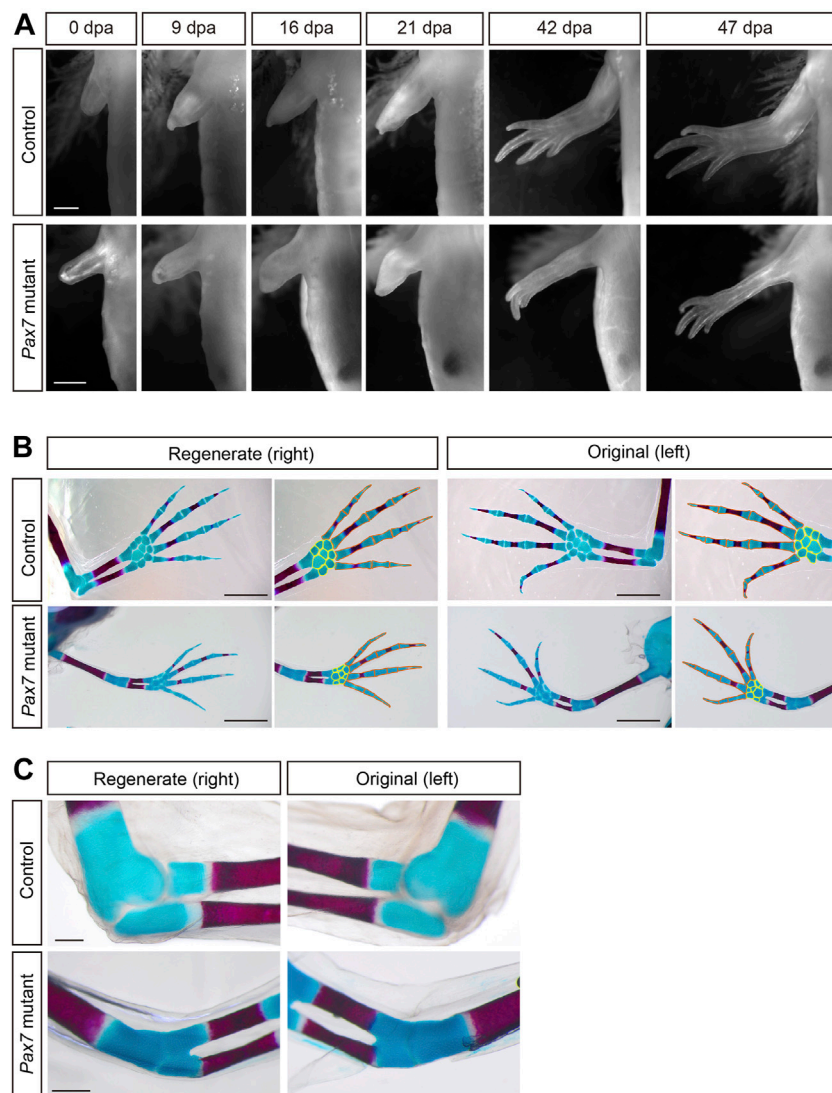 A
0 dpa
9 dpa
16 dpa
21 dpa
42 dpa
47 dpa
Control
Pax7 mutant
B
Regenerate (right)
Original (left)
Control
Pax7 mutant
C
Regenerate (right)
Original (left)
Control
Pax7 mutant